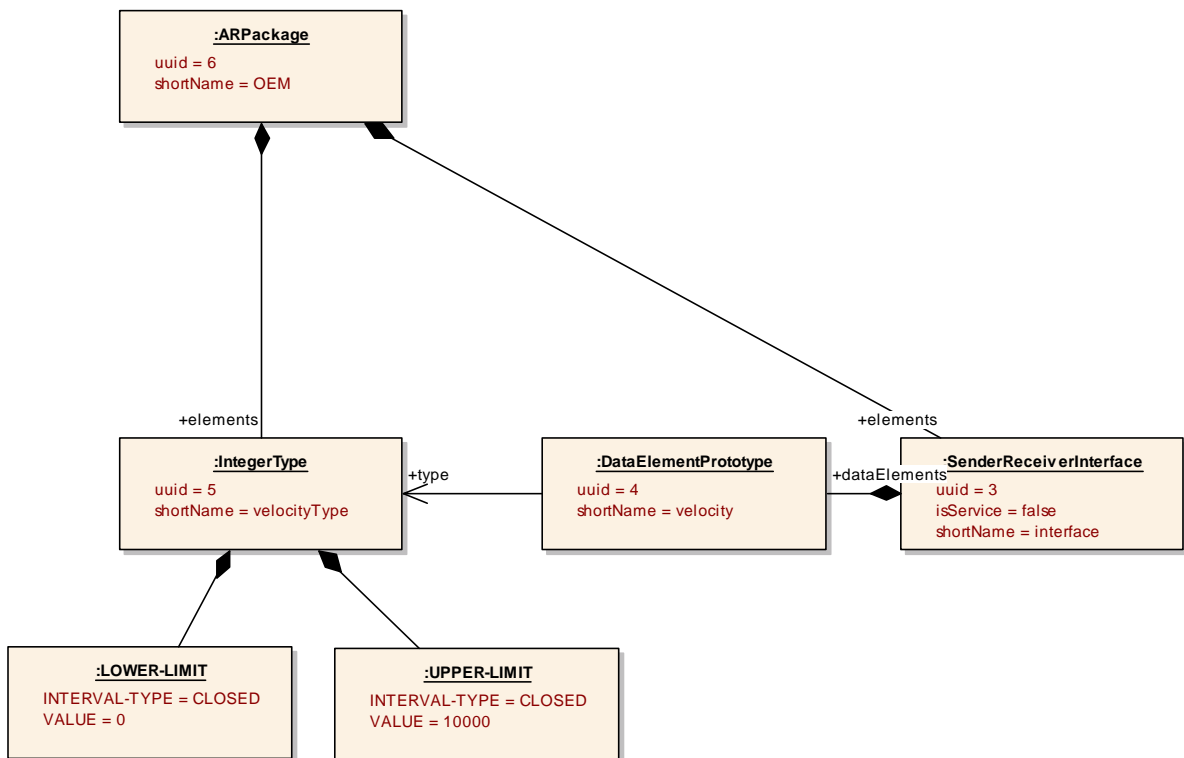 :ARPackage
uuid = 6
shortName = OEM
+elements
+elements
:IntegerType
uuid = 5
shortName = velocityType
+type
:DataElementPrototype
uuid = 4
shortName = velocity
+dataElements
:SenderReceiverInterface
uuid = 3
isService = false
shortName = interface
:LOWER-LIMIT
INTERVAL-TYPE = CLOSED
VALUE = 0
:UPPER-LIMIT
INTERVAL-TYPE = CLOSED
VALUE = 10000